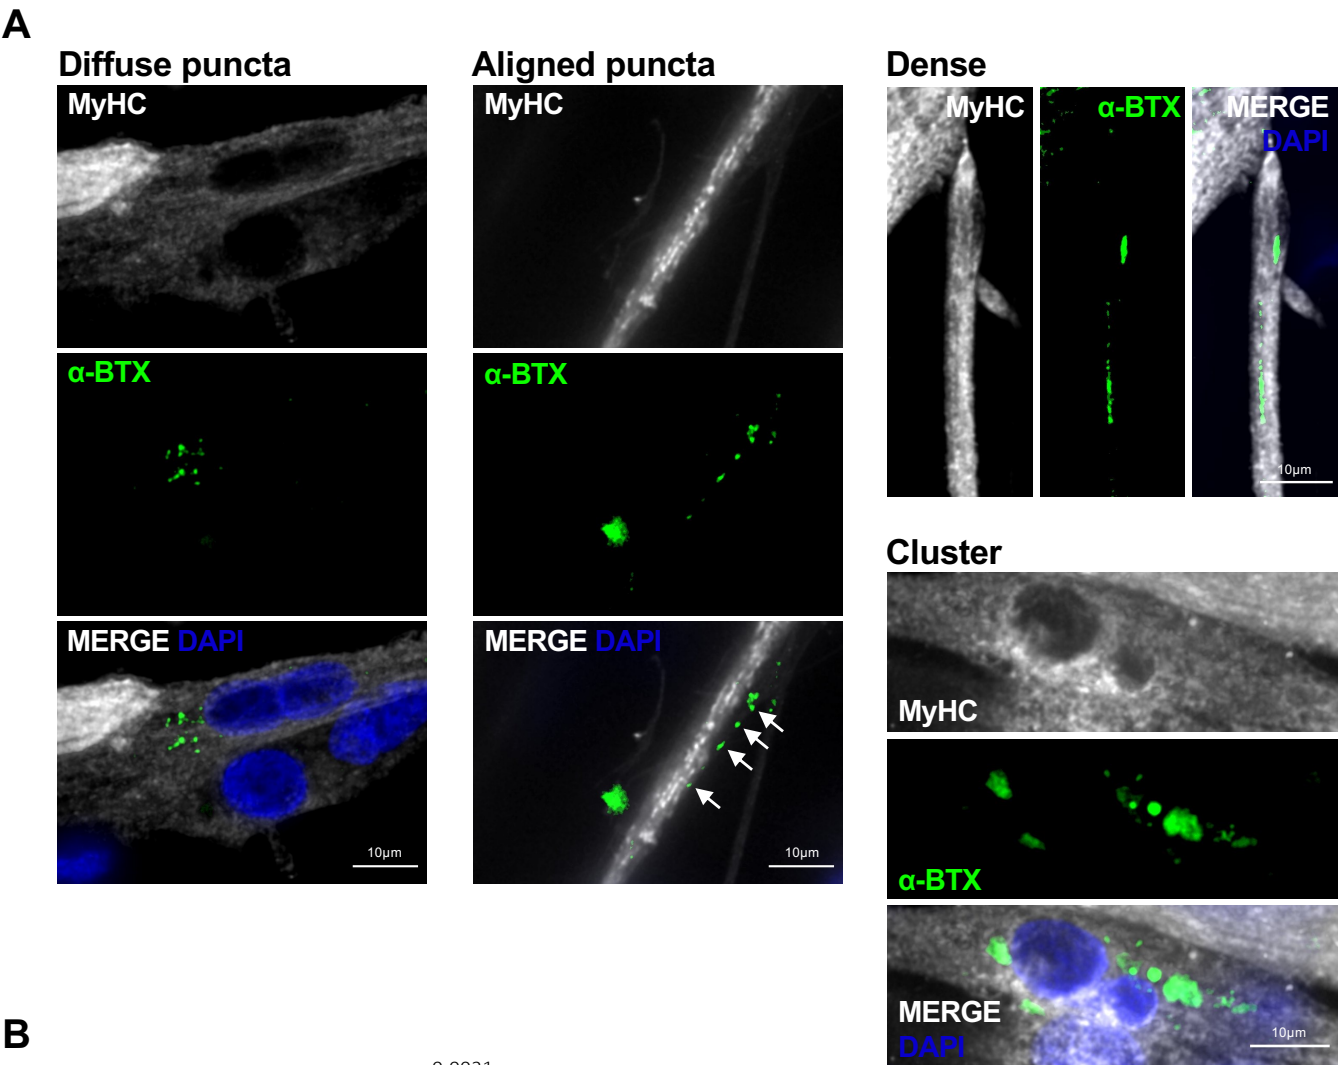 A
Diffuse puncta
MyHC
α-BTX
MERGE DAPI
10µm
Aligned puncta
MyHC
α-BTX
MERGE DAPI
10µm
Dense
MyHC
α-BTX
MERGE
DAPI
10µm
Cluster
MyHC
α-BTX
MERGE
DAPI
10µm
B